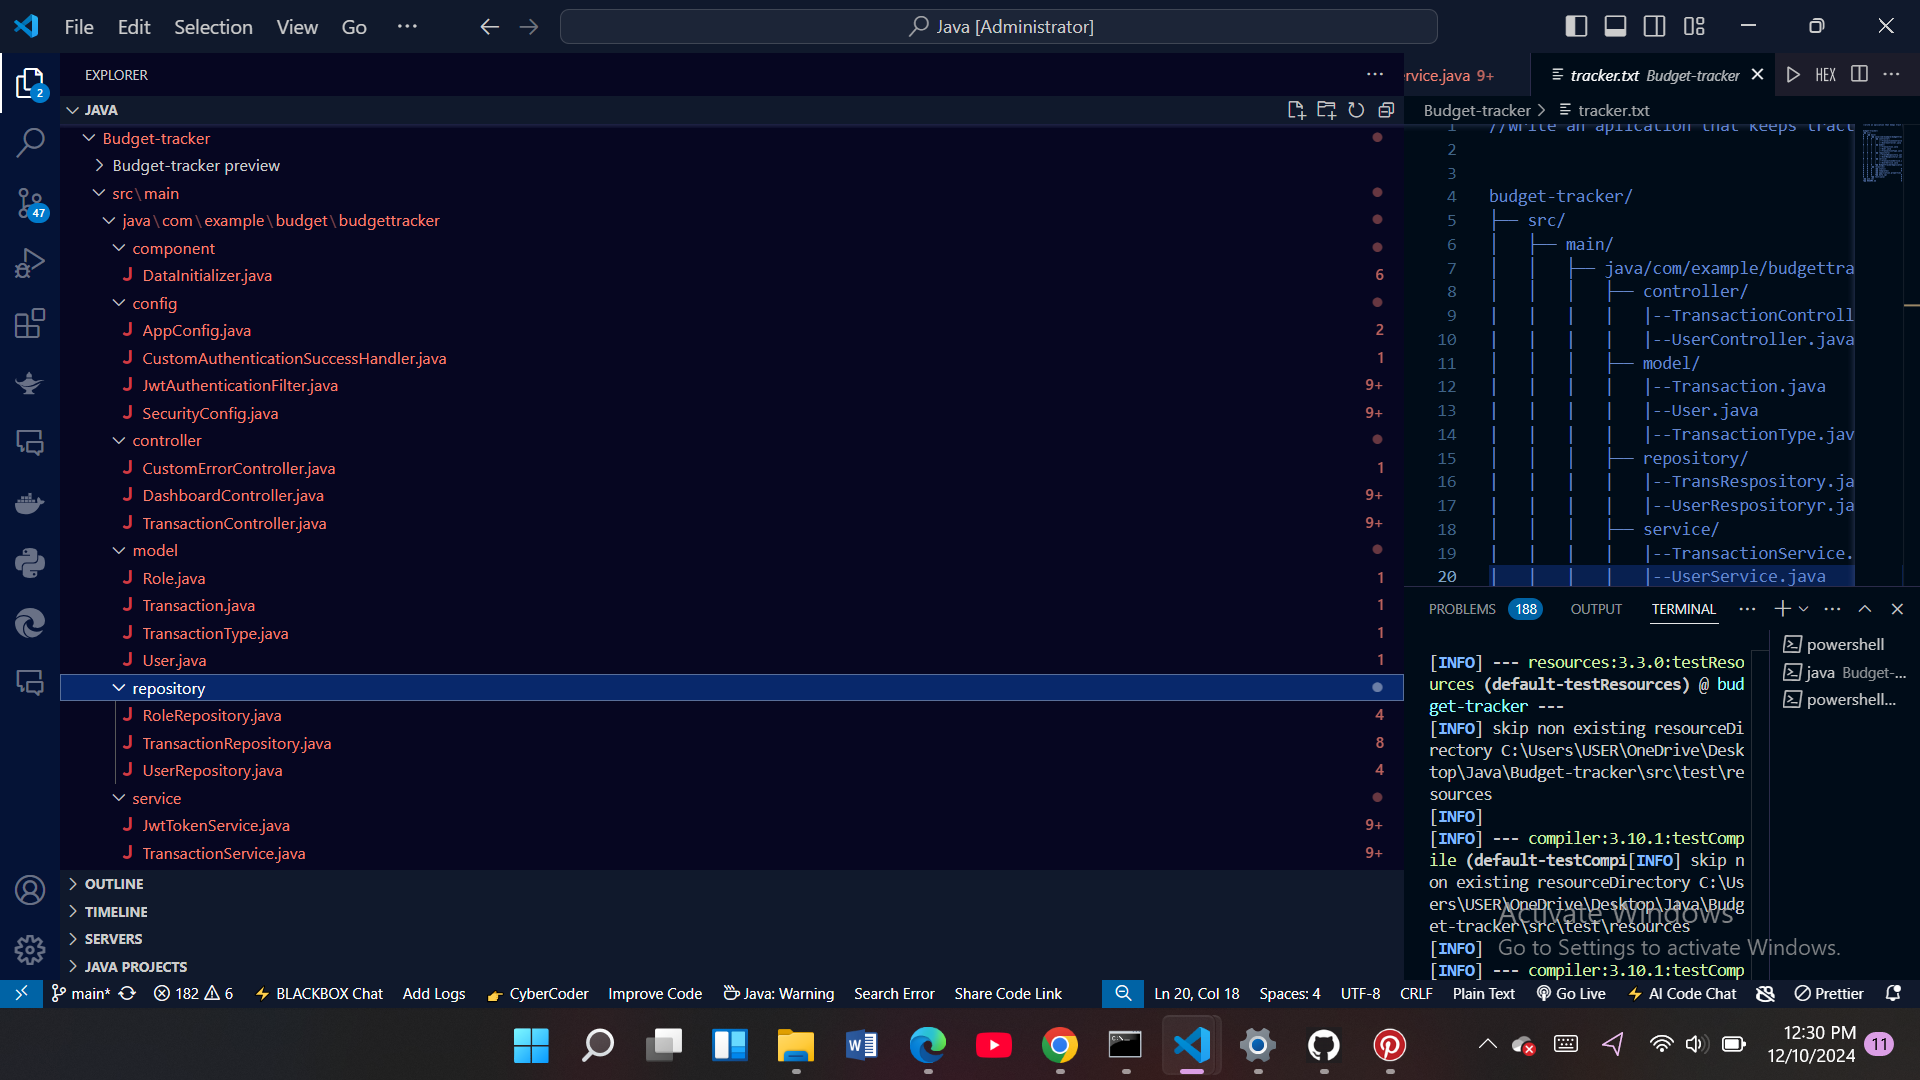 File Edit Selection View Go ··· Java [Administrator]
EXPLORER
JAVA
Budget-tracker
Budget-tracker preview
src\main
java\com\example\budget\budgettracker
component
DataInitializer.java 6
config
AppConfig.java 2
CustomAuthenticationSuccessHandler.java 1
JwtAuthenticationFilter.java 9+
SecurityConfig.java 9+
controller
CustomErrorController.java 1
DashboardController.java 9+
TransactionController.java 9+
model
Role.java 1
Transaction.java 1
TransactionType.java 1
User.java 1
repository
RoleRepository.java 4
TransactionRepository.java 8
UserRepository.java 4
service
JwtTokenService.java 9+
TransactionService.java 9+
OUTLINE
TIMELINE
SERVERS
JAVA PROJECTS
2
47
rvice.java 9+ tracker.txt Budget-tracker HEX
Budget-tracker > tracker.txt
1 //write an aplication that keeps
2
3
4 budget-tracker/
5 ├── src/
6 │ ├── main/
7 │ │ ├── java/com/example/budgettra
8 │ │ │ ├── controller/
9 │ │ │ │ |--TransactionControll
10 │ │ │ │ |--UserController.java
11 │ │ │ ├── model/
12 │ │ │ │ |--Transaction.java
13 │ │ │ │ |--User.java
14 │ │ │ │ |--TransactionType.jav
15 │ │ │ ├── repository/
16 │ │ │ │ |--TransRespository.ja
17 │ │ │ │ |--UserRespositoryr.ja
18 │ │ │ ├── service/
19 │ │ │ │ |--TransactionService.
20 │ │ │ │ |--UserService.java
PROBLEMS 188 OUTPUT TERMINAL
powershell
java Budget-...
powershell...
[INFO] --- resources:3.3.0:testReso
urces (default-testResources) @ bud
get-tracker ---
[INFO] skip non existing resourceDi
rectory C:\Users\USER\OneDrive\Desk
top\Java\Budget-tracker\src\test\re
sources
[INFO]
[INFO] --- compiler:3.10.1:testComp
ile (default-testCompi[INFO] skip n
on existing resourceDirectory C:\Us
ers\USER\OneDrive\Desktop\Java\Budg
et-tracker\src\test\resources
[INFO]
[INFO] --- compiler:3.10.1:testComp
Activate Windows
Go to Settings to activate Windows.
main* 182 6 BLACKBOX Chat Add Logs CyberCoder Improve Code Java: Warning Search Error Share Code Link Ln 20, Col 18 Spaces: 4 UTF-8 CRLF Plain Text Go Live AI Code Chat Prettier
12:30 PM
12/10/2024
11